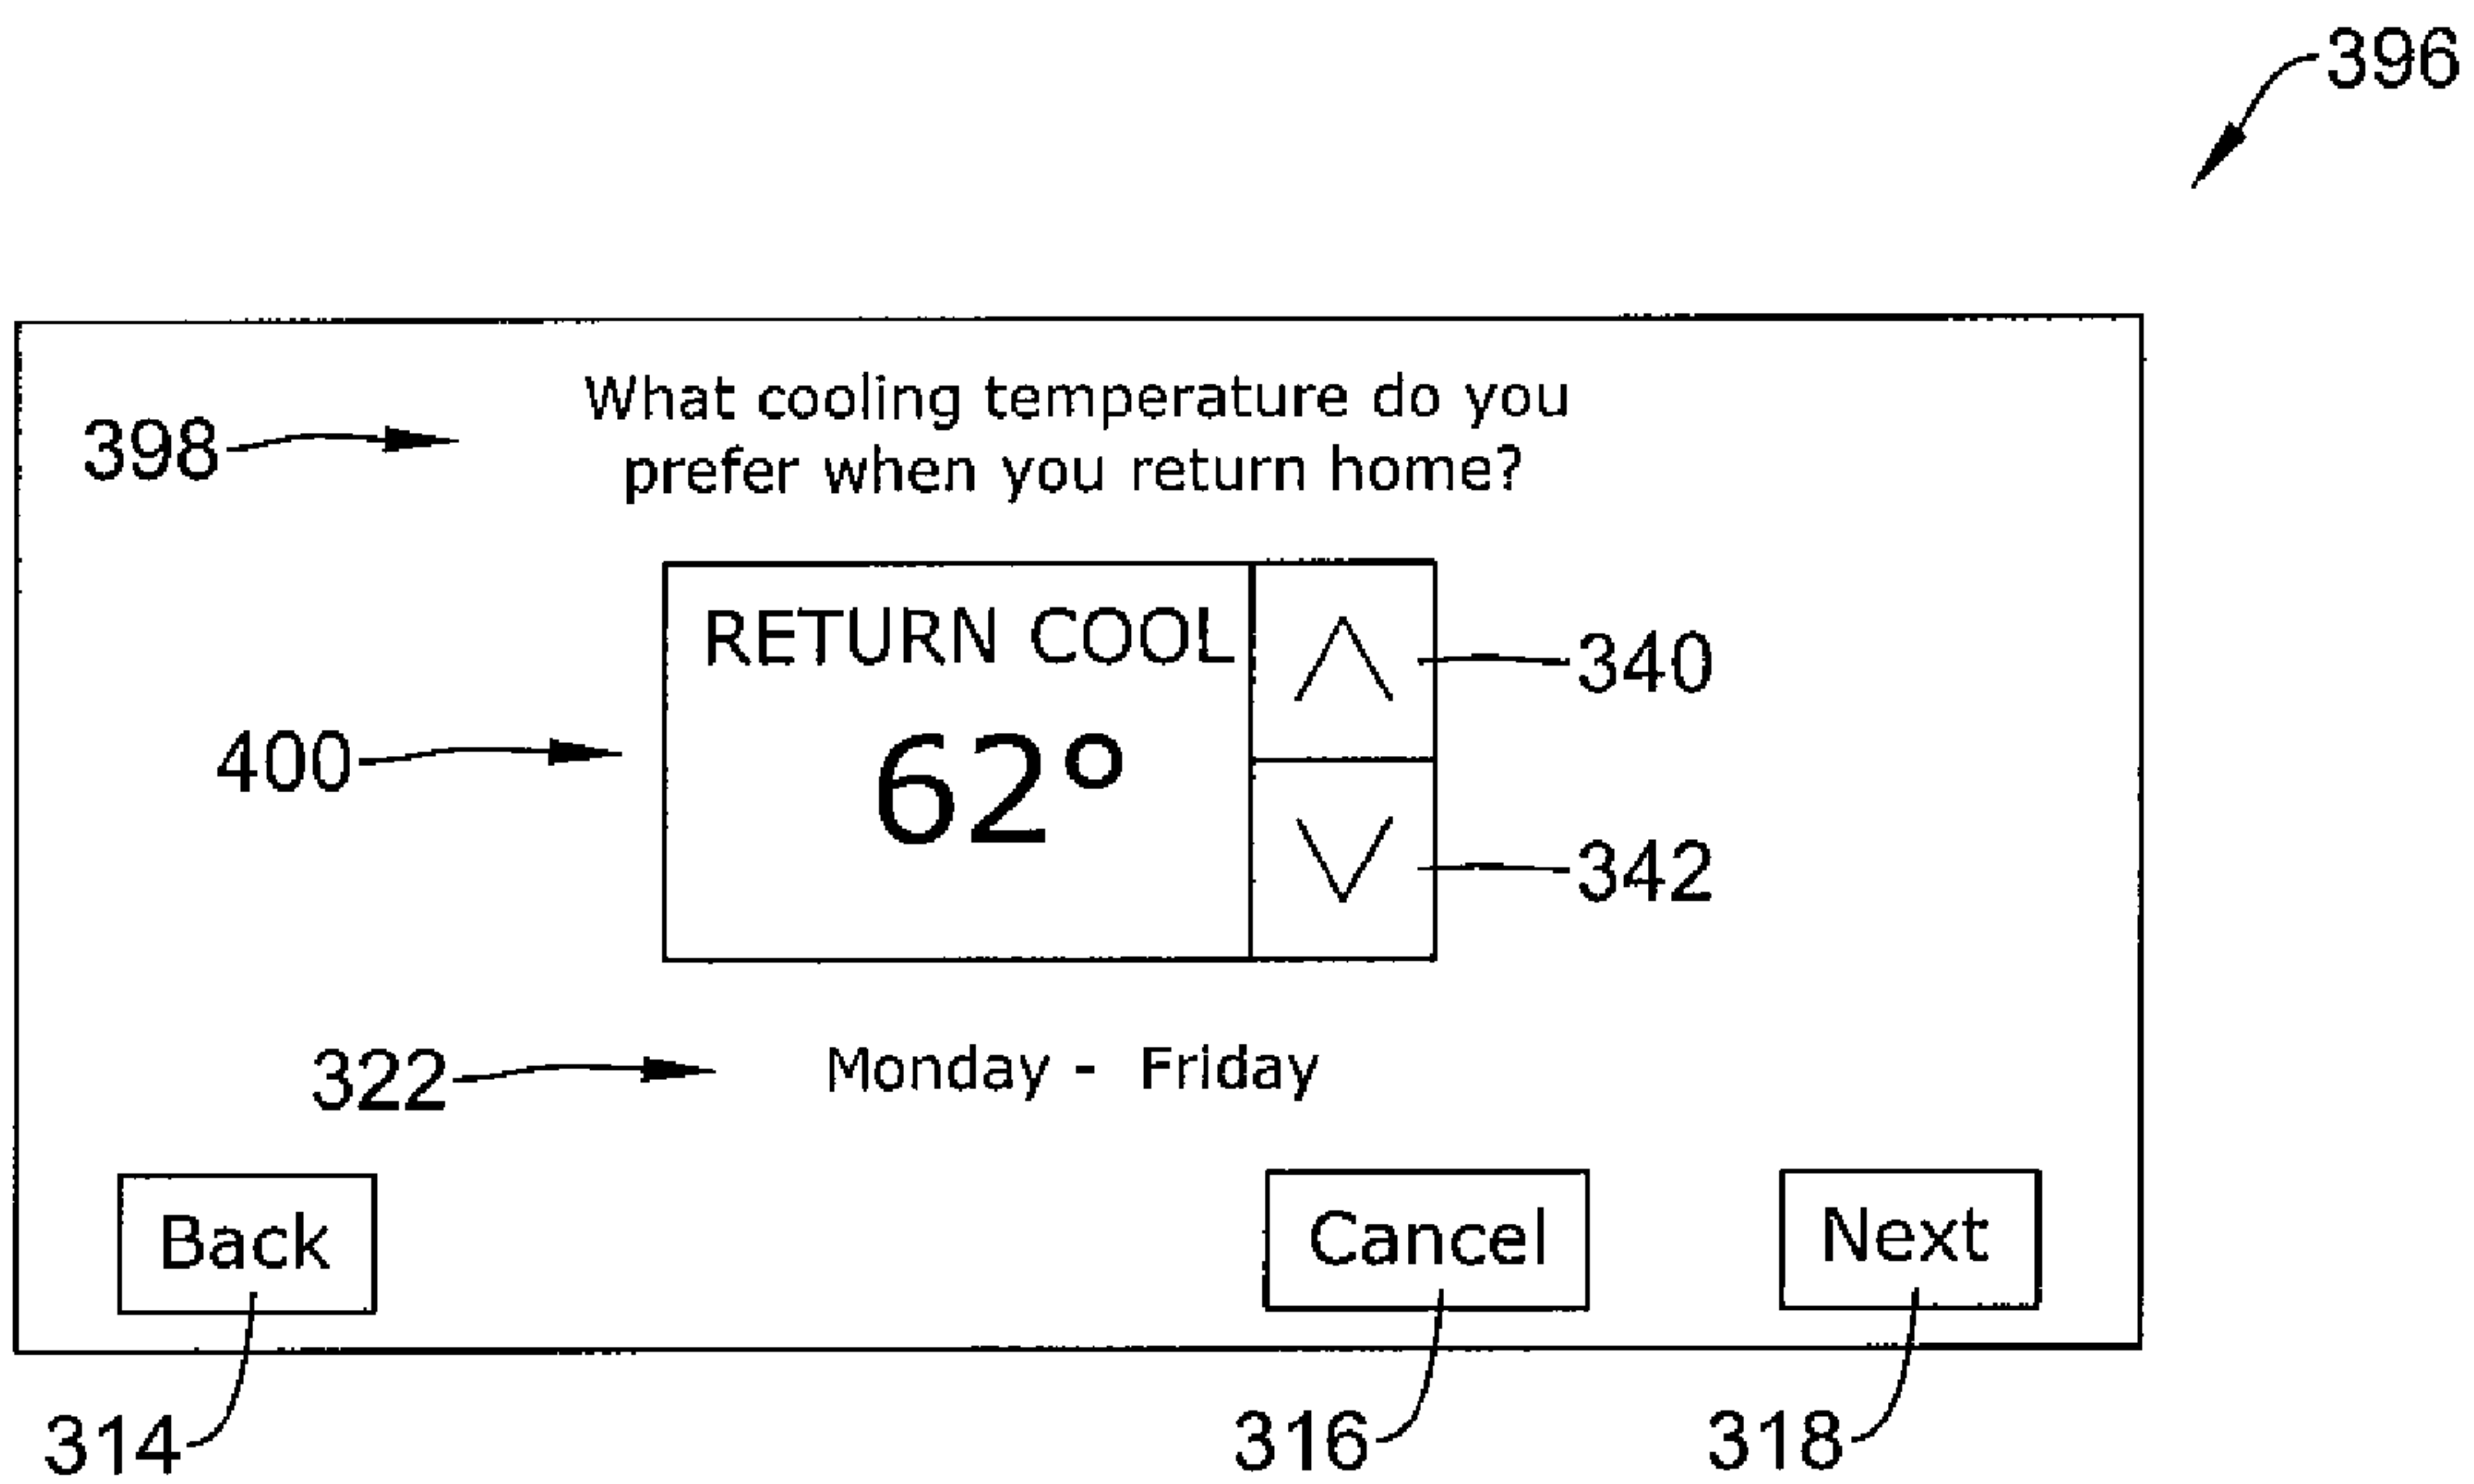 396
398
What cooling temperature do you
prefer when you return home?
RETURN COOL
340
400
62°
342
322
Monday - Friday
Back
Cancel
Next
314
316
318